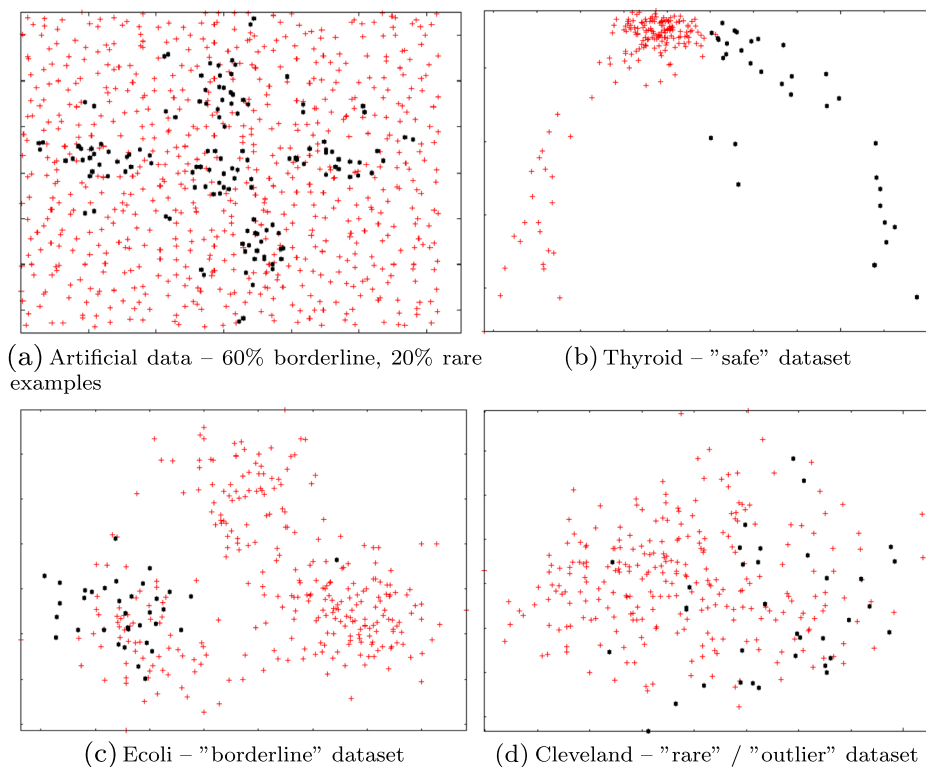 (a) Artificial data – 60% borderline, 20% rare
examples
(b) Thyroid – ”safe” dataset
(c) Ecoli – ”borderline” dataset
(d) Cleveland – ”rare” / ”outlier” dataset